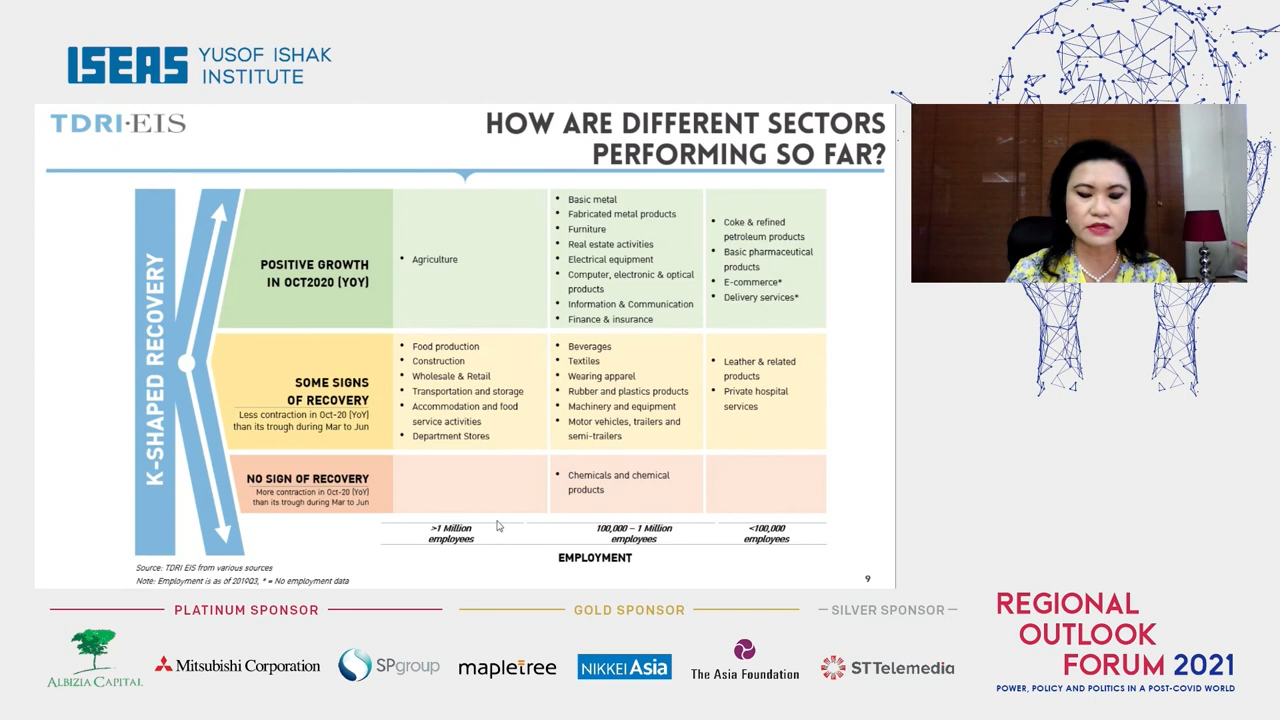 ISEAS YUSOF ISHAK
INSTITUTE
TDRI·EIS
HOW ARE DIFFERENT SECTORS
PERFORMING SO FAR?
K-SHAPED RECOVERY
POSITIVE GROWTH
IN OCT2020 (YOY)
• Agriculture
• Basic metal
• Fabricated metal products
• Furniture
• Real estate activities
• Electrical equipment
• Computer, electronic & optical
products
• Information & Communication
• Finance & insurance
• Coke & refined
petroleum products
• Basic pharmaceutical
products
• E-commerce*
• Delivery services*
SOME SIGNS
OF RECOVERY
Less contraction in Oct-20 (YoY)
than its trough during Mar to Jun
• Food production
• Construction
• Wholesale & Retail
• Transportation and storage
• Accommodation and food
service activities
• Department Stores
• Beverages
• Textiles
• Wearing apparel
• Rubber and plastics products
• Machinery and equipment
• Motor vehicles, trailers and
semi-trailers
• Leather & related
products
• Private hospital
services
NO SIGN OF RECOVERY
More contraction in Oct-20 (YoY)
than its trough during Mar to Jun
• Chemicals and chemical
products
>1 Million
employees
100,000 – 1 Million
employees
<100,000
employees
EMPLOYMENT
Source: TDRI EIS from various sources
Note: Employment is as of 2019Q3, * = No employment data
9
PLATINUM SPONSOR
GOLD SPONSOR
SILVER SPONSOR
ALBIZIA CAPITAL
Mitsubishi Corporation
SPgroup
mapletree
NIKKEI Asia
The Asia Foundation
ST Telemedia
REGIONAL
OUTLOOK
FORUM 2021
POWER, POLICY AND POLITICS IN A POST-COVID WORLD